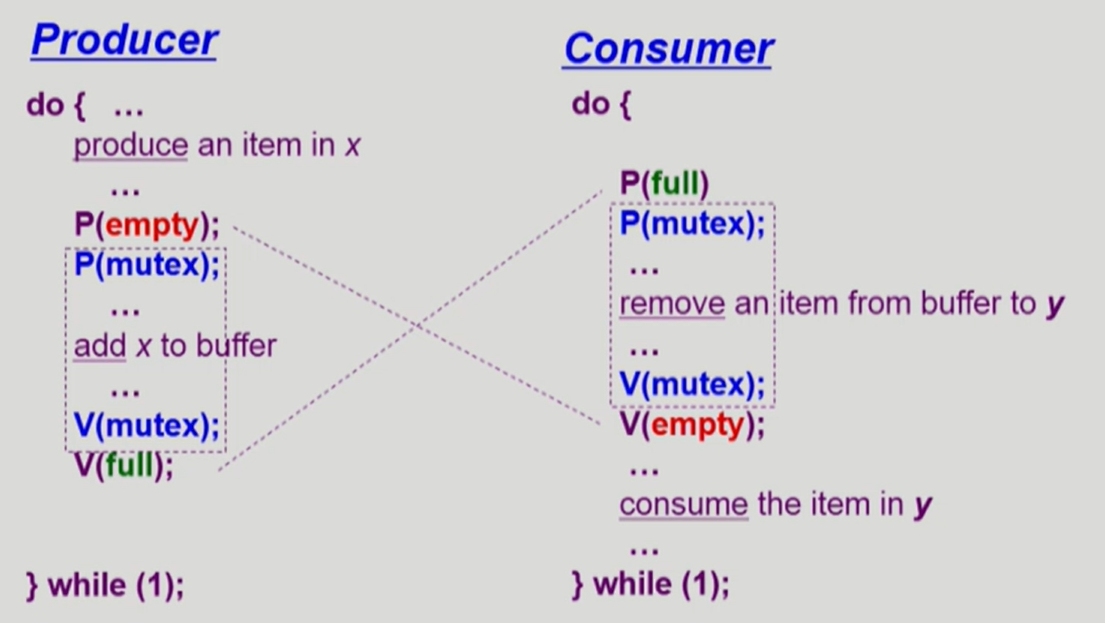 Producer
do { ...
produce an item in x
...
P(empty);
P(mutex);
...
add x to buffer
...
V(mutex);
V(full);
} while (1);
Consumer
do {
P(full)
P(mutex);
...
remove an item from buffer to y
...
V(mutex);
V(empty);
...
consume the item in y
...
} while (1);